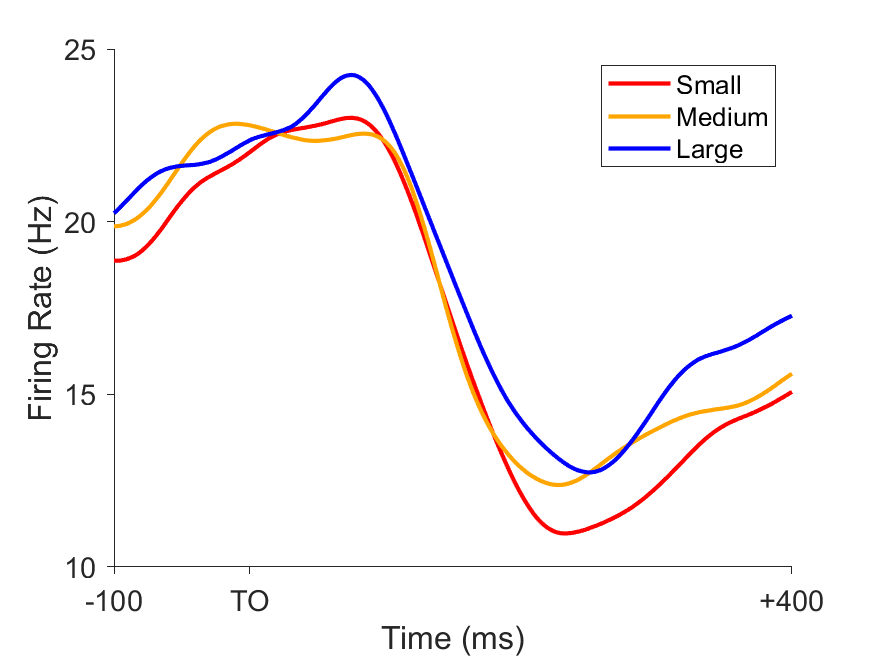 25
20
15
10
Firing Rate (Hz)
Small
Medium
Large
-100
TO
+400
Time (ms)